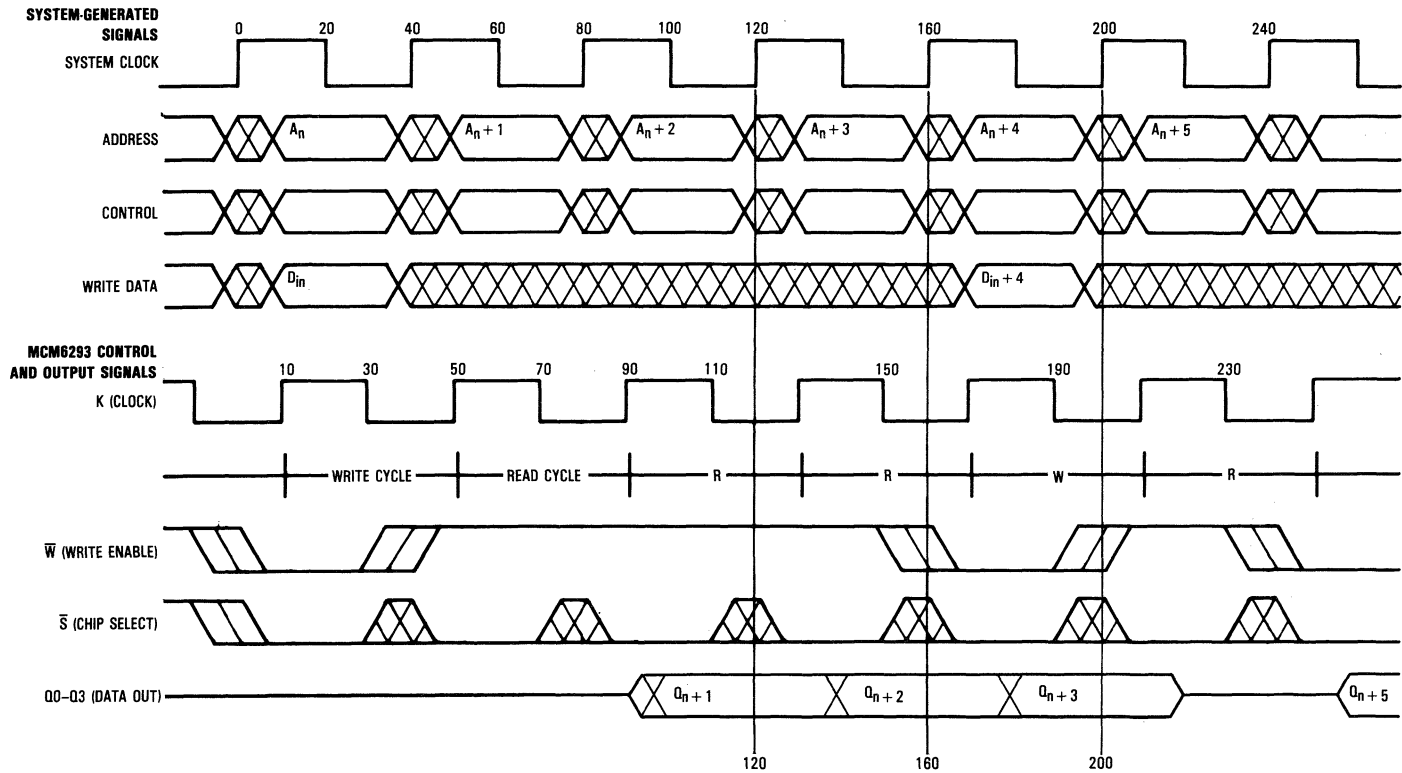 SYSTEM-GENERATED
SIGNALS
0 20 40 60 80 100 120 160 200 240
SYSTEM CLOCK
ADDRESS
An An + 1 An + 2 An + 3 An + 4 An + 5
CONTROL
WRITE DATA
Din Din + 4
MCM6293 CONTROL
AND OUTPUT SIGNALS
10 30 50 70 90 110 150 190 230
K (CLOCK)
WRITE CYCLE READ CYCLE R R W R
W̅ (WRITE ENABLE)
S̅ (CHIP SELECT)
Q0–Q3 (DATA OUT)
Qn + 1 Qn + 2 Qn + 3 Qn + 5
120 160 200